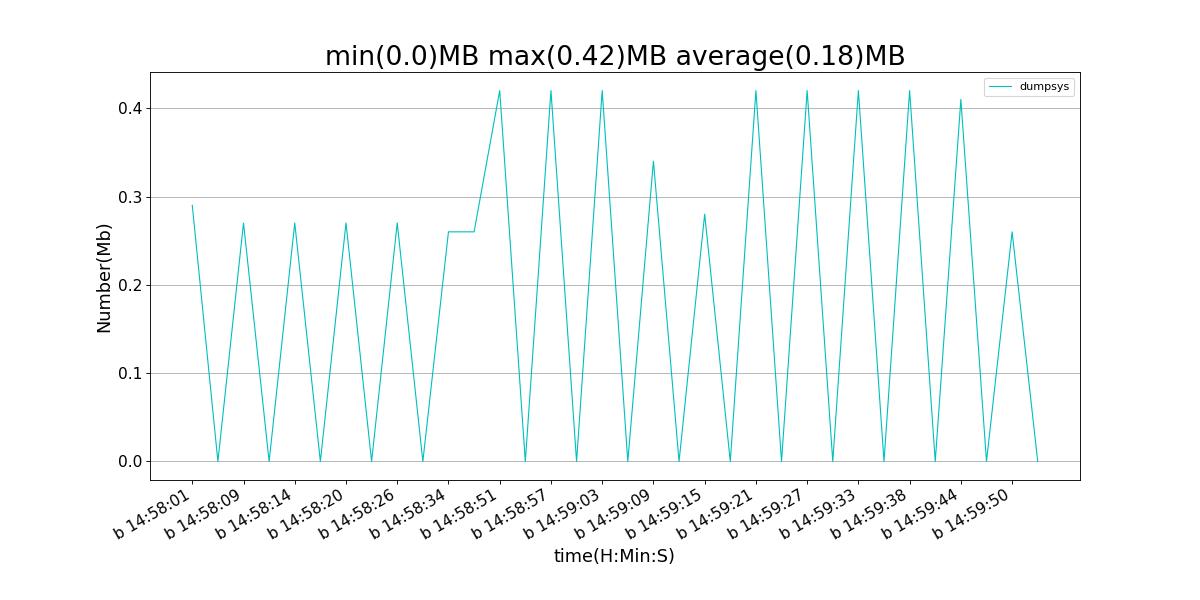 min(0.0)MB max(0.42)MB average(0.18)MB
dumpsys
0.4
0.3
0.2
0.1
0.0
Number(Mb)
b 14:58:01
b 14:58:09
b 14:58:14
b 14:58:20
b 14:58:26
b 14:58:34
b 14:58:51
b 14:58:57
b 14:59:03
b 14:59:09
b 14:59:15
b 14:59:21
b 14:59:27
b 14:59:33
b 14:59:38
b 14:59:44
b 14:59:50
time(H:Min:S)